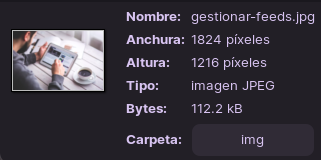 Nombre: gestionar-feeds.jpg
Anchura: 1824 píxeles
Altura: 1216 píxeles
Tipo: imagen JPEG
Bytes: 112.2 kB
Carpeta: img